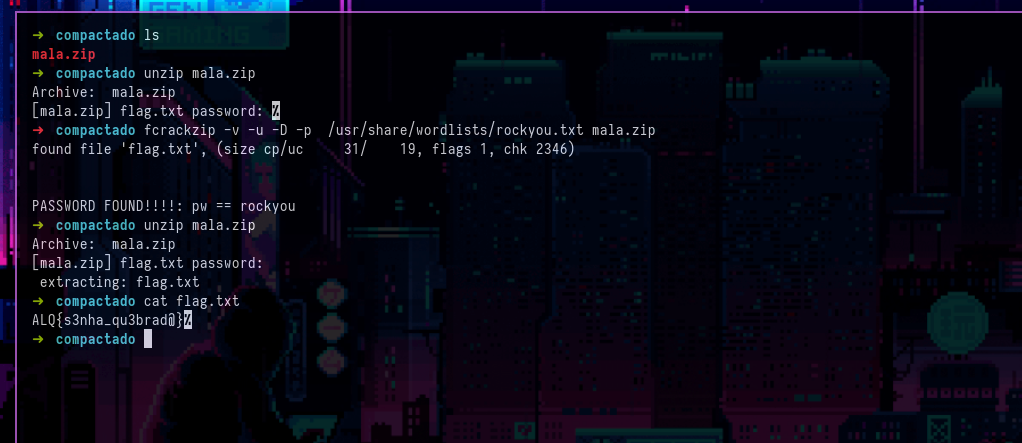 GEN
GAMING
➜ compactado ls
mala.zip
➜ compactado unzip mala.zip
Archive:  mala.zip
[mala.zip] flag.txt password: %
➜ compactado fcrackzip -v -u -D -p  /usr/share/wordlists/rockyou.txt mala.zip
found file 'flag.txt', (size cp/uc     31/    19, flags 1, chk 2346)
PASSWORD FOUND!!!!: pw == rockyou
➜ compactado unzip mala.zip
Archive:  mala.zip
[mala.zip] flag.txt password:
 extracting: flag.txt
➜ compactado cat flag.txt
ALQ{s3nha_qu3brad@}%
➜ compactado